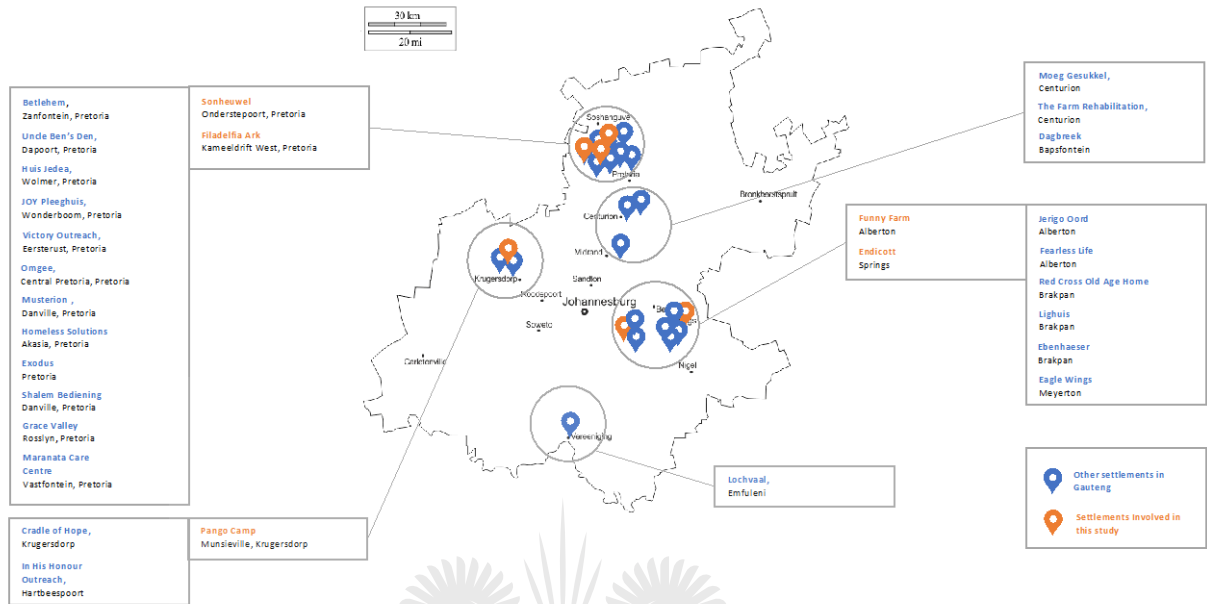 30 km
20 mi
Betlehem,
Zanfontein, Pretoria
Uncle Ben's Den,
Dapoort, Pretoria
Huis Jedea,
Wolmer, Pretoria
JOY Pleeghuis,
Wonderboom, Pretoria
Victory Outreach,
Eersterust, Pretoria
Omgee,
Central Pretoria, Pretoria
Musterion ,
Danville, Pretoria
Homeless Solutions
Akasia, Pretoria
Exodus
Pretoria
Shalem Bediening
Danville, Pretoria
Grace Valley
Rosslyn, Pretoria
Maranata Care
Centre
Vastfontein, Pretoria
Sonheuwel
Onderstepoort, Pretoria
Filadelfia Ark
Kameeldrift West, Pretoria
Moeg Gesukkel,
Centurion
The Farm Rehabilitation,
Centurion
Dagbreek
Bapsfontein
Funny Farm
Alberton
Endicott
Springs
Jerigo Oord
Alberton
Fearless Life
Alberton
Red Cross Old Age Home
Brakpan
Lighuis
Brakpan
Ebenhaeser
Brakpan
Eagle Wings
Meyerton
Soshanguve
Pretoria
Bronkhorstspruit
Centurion
Midrand
Krugersdorp
Sandton
Roodepoort
Johannesburg
Soweto
Carletonville
Nigel
Vereeniging
Lochvaal,
Emfuleni
Cradle of Hope,
Krugersdorp
In His Honour
Outreach,
Hartbeespoort
Pango Camp
Munsieville, Krugersdorp
Other settlements in
Gauteng
Settlements Involved in
this study